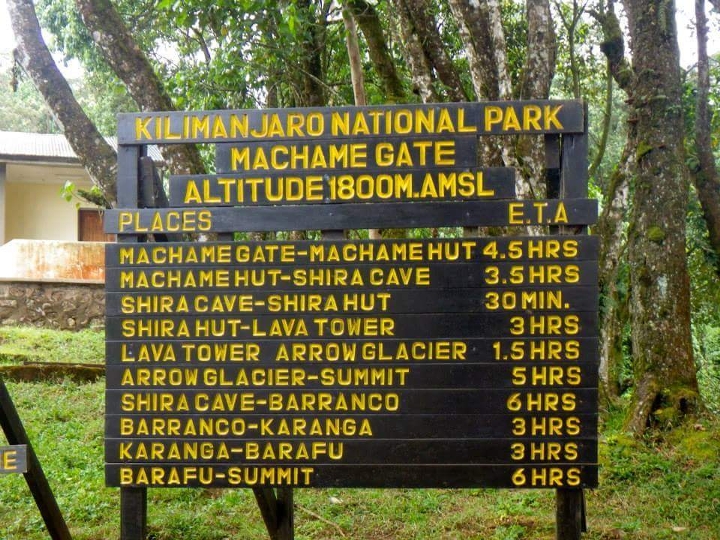 KILIMANJARO NATIONAL PARK
MACHAME GATE
ALTITUDE 1800M.AMSL
PLACES E.T.A
MACHAME GATE-MACHAME HUT 4.5 HRS
MACHAME HUT-SHIRA CAVE 3.5 HRS
SHIRA CAVE-SHIRA HUT 30 MIN.
SHIRA HUT-LAVA TOWER 3 HRS
LAVA TOWER ARROW GLACIER 1.5 HRS
ARROW GLACIER-SUMMIT 5 HRS
SHIRA CAVE-BARRANCO 6 HRS
BARRANCO-KARANGA 3 HRS
KARANGA-BARAFU 3 HRS
BARAFU-SUMMIT 6 HRS